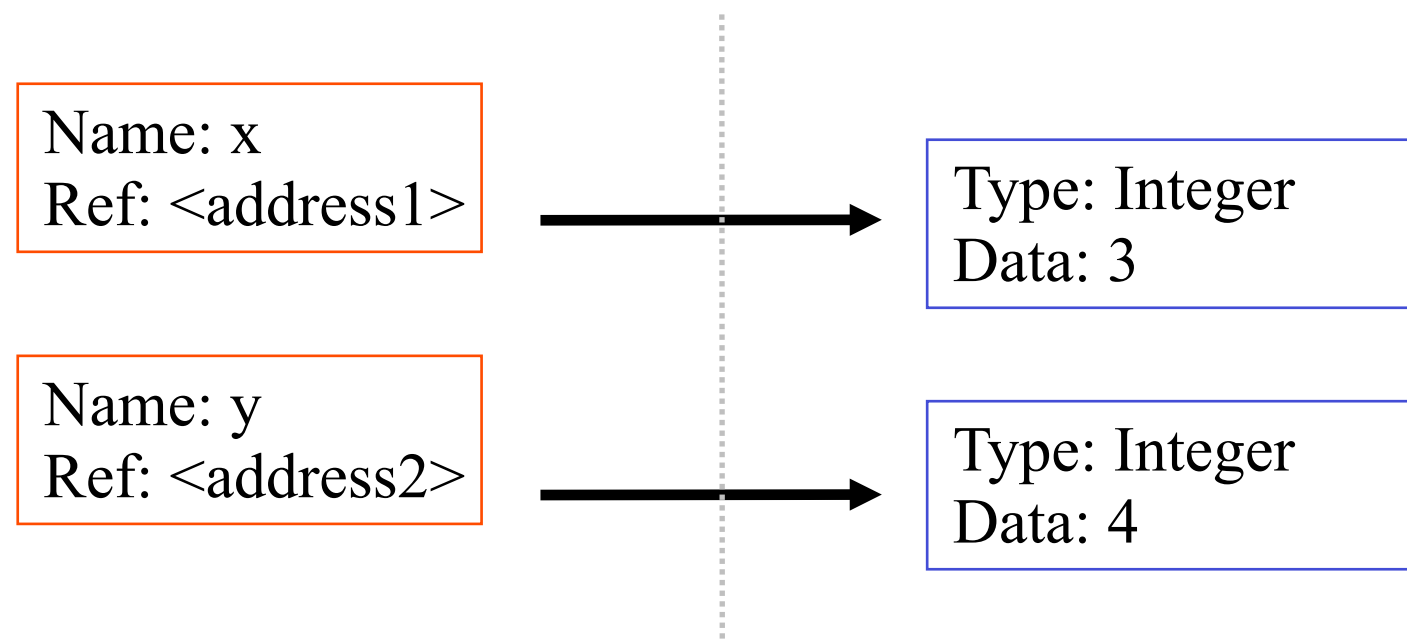 Name: x
Ref: <address1>
Type: Integer
Data: 3
Name: y
Ref: <address2>
Type: Integer
Data: 4